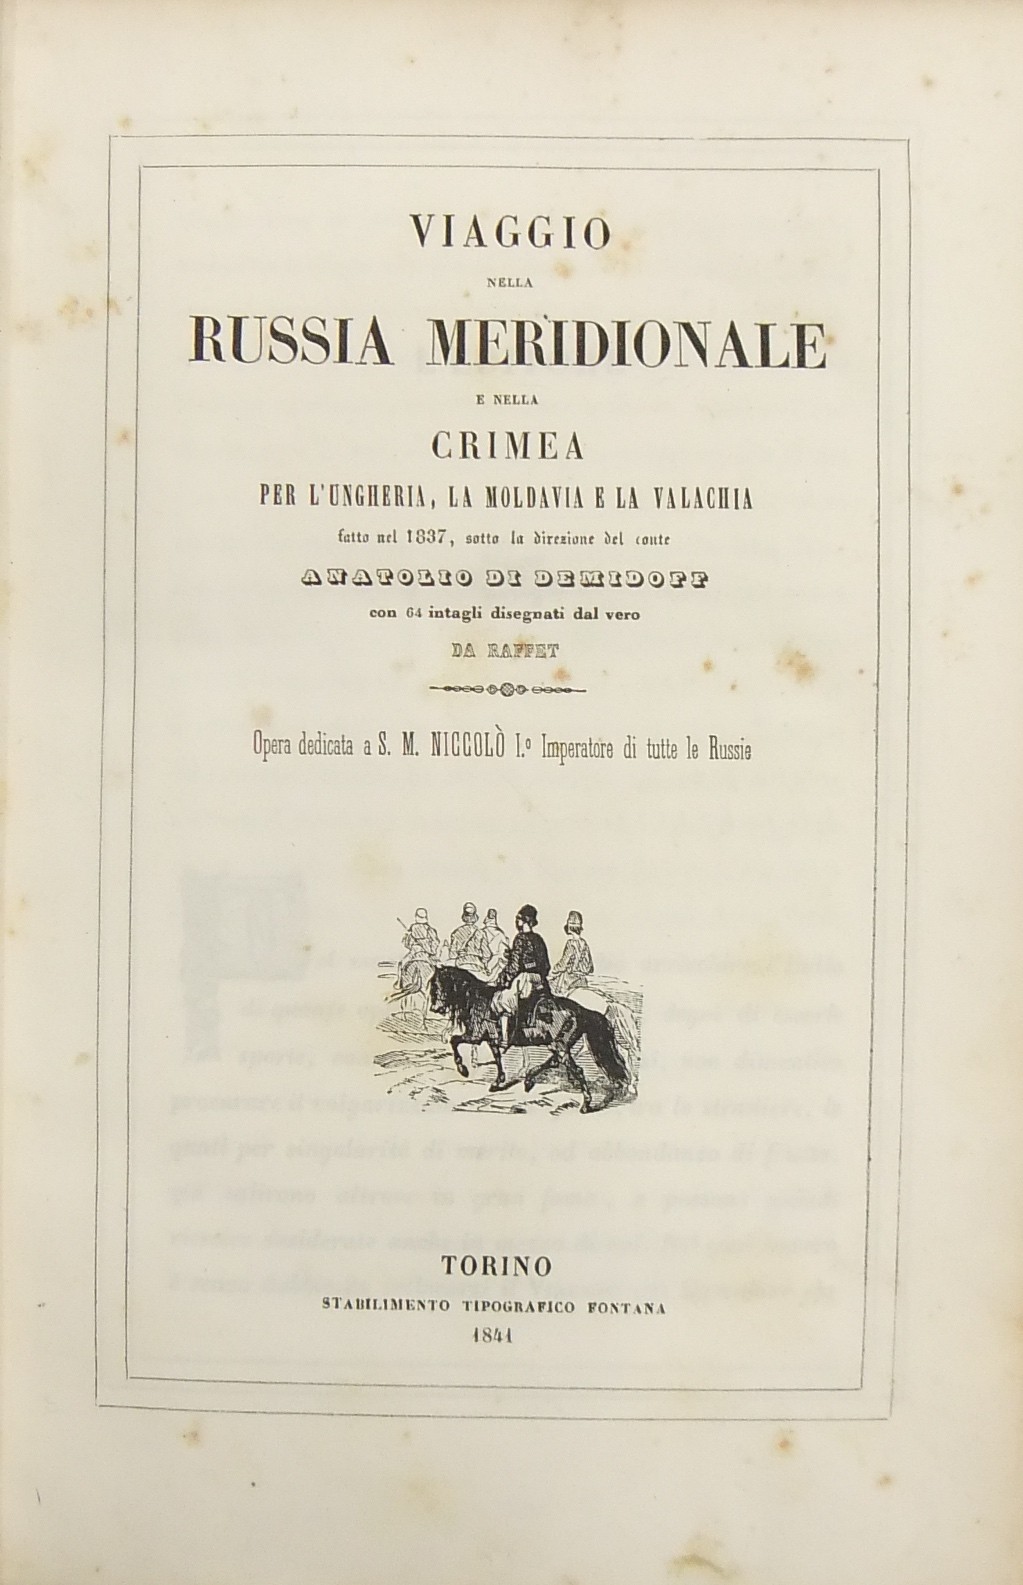 VIAGGIO
NELLA
RUSSIA MERIDIONALE
E NELLA
CRIMEA
PER L'UNGHERIA, LA MOLDAVIA E LA VALACHIA
fatto nel 1837, sotto la direzione del conte
ANATOLIO DI DEMIDOFF
con 64 intagli disegnati dal vero
DA RAFFET
Opera dedicata a S. M. NICCOLÒ I.º Imperatore di tutte le Russie
TORINO
STABILIMENTO TIPOGRAFICO FONTANA
1841